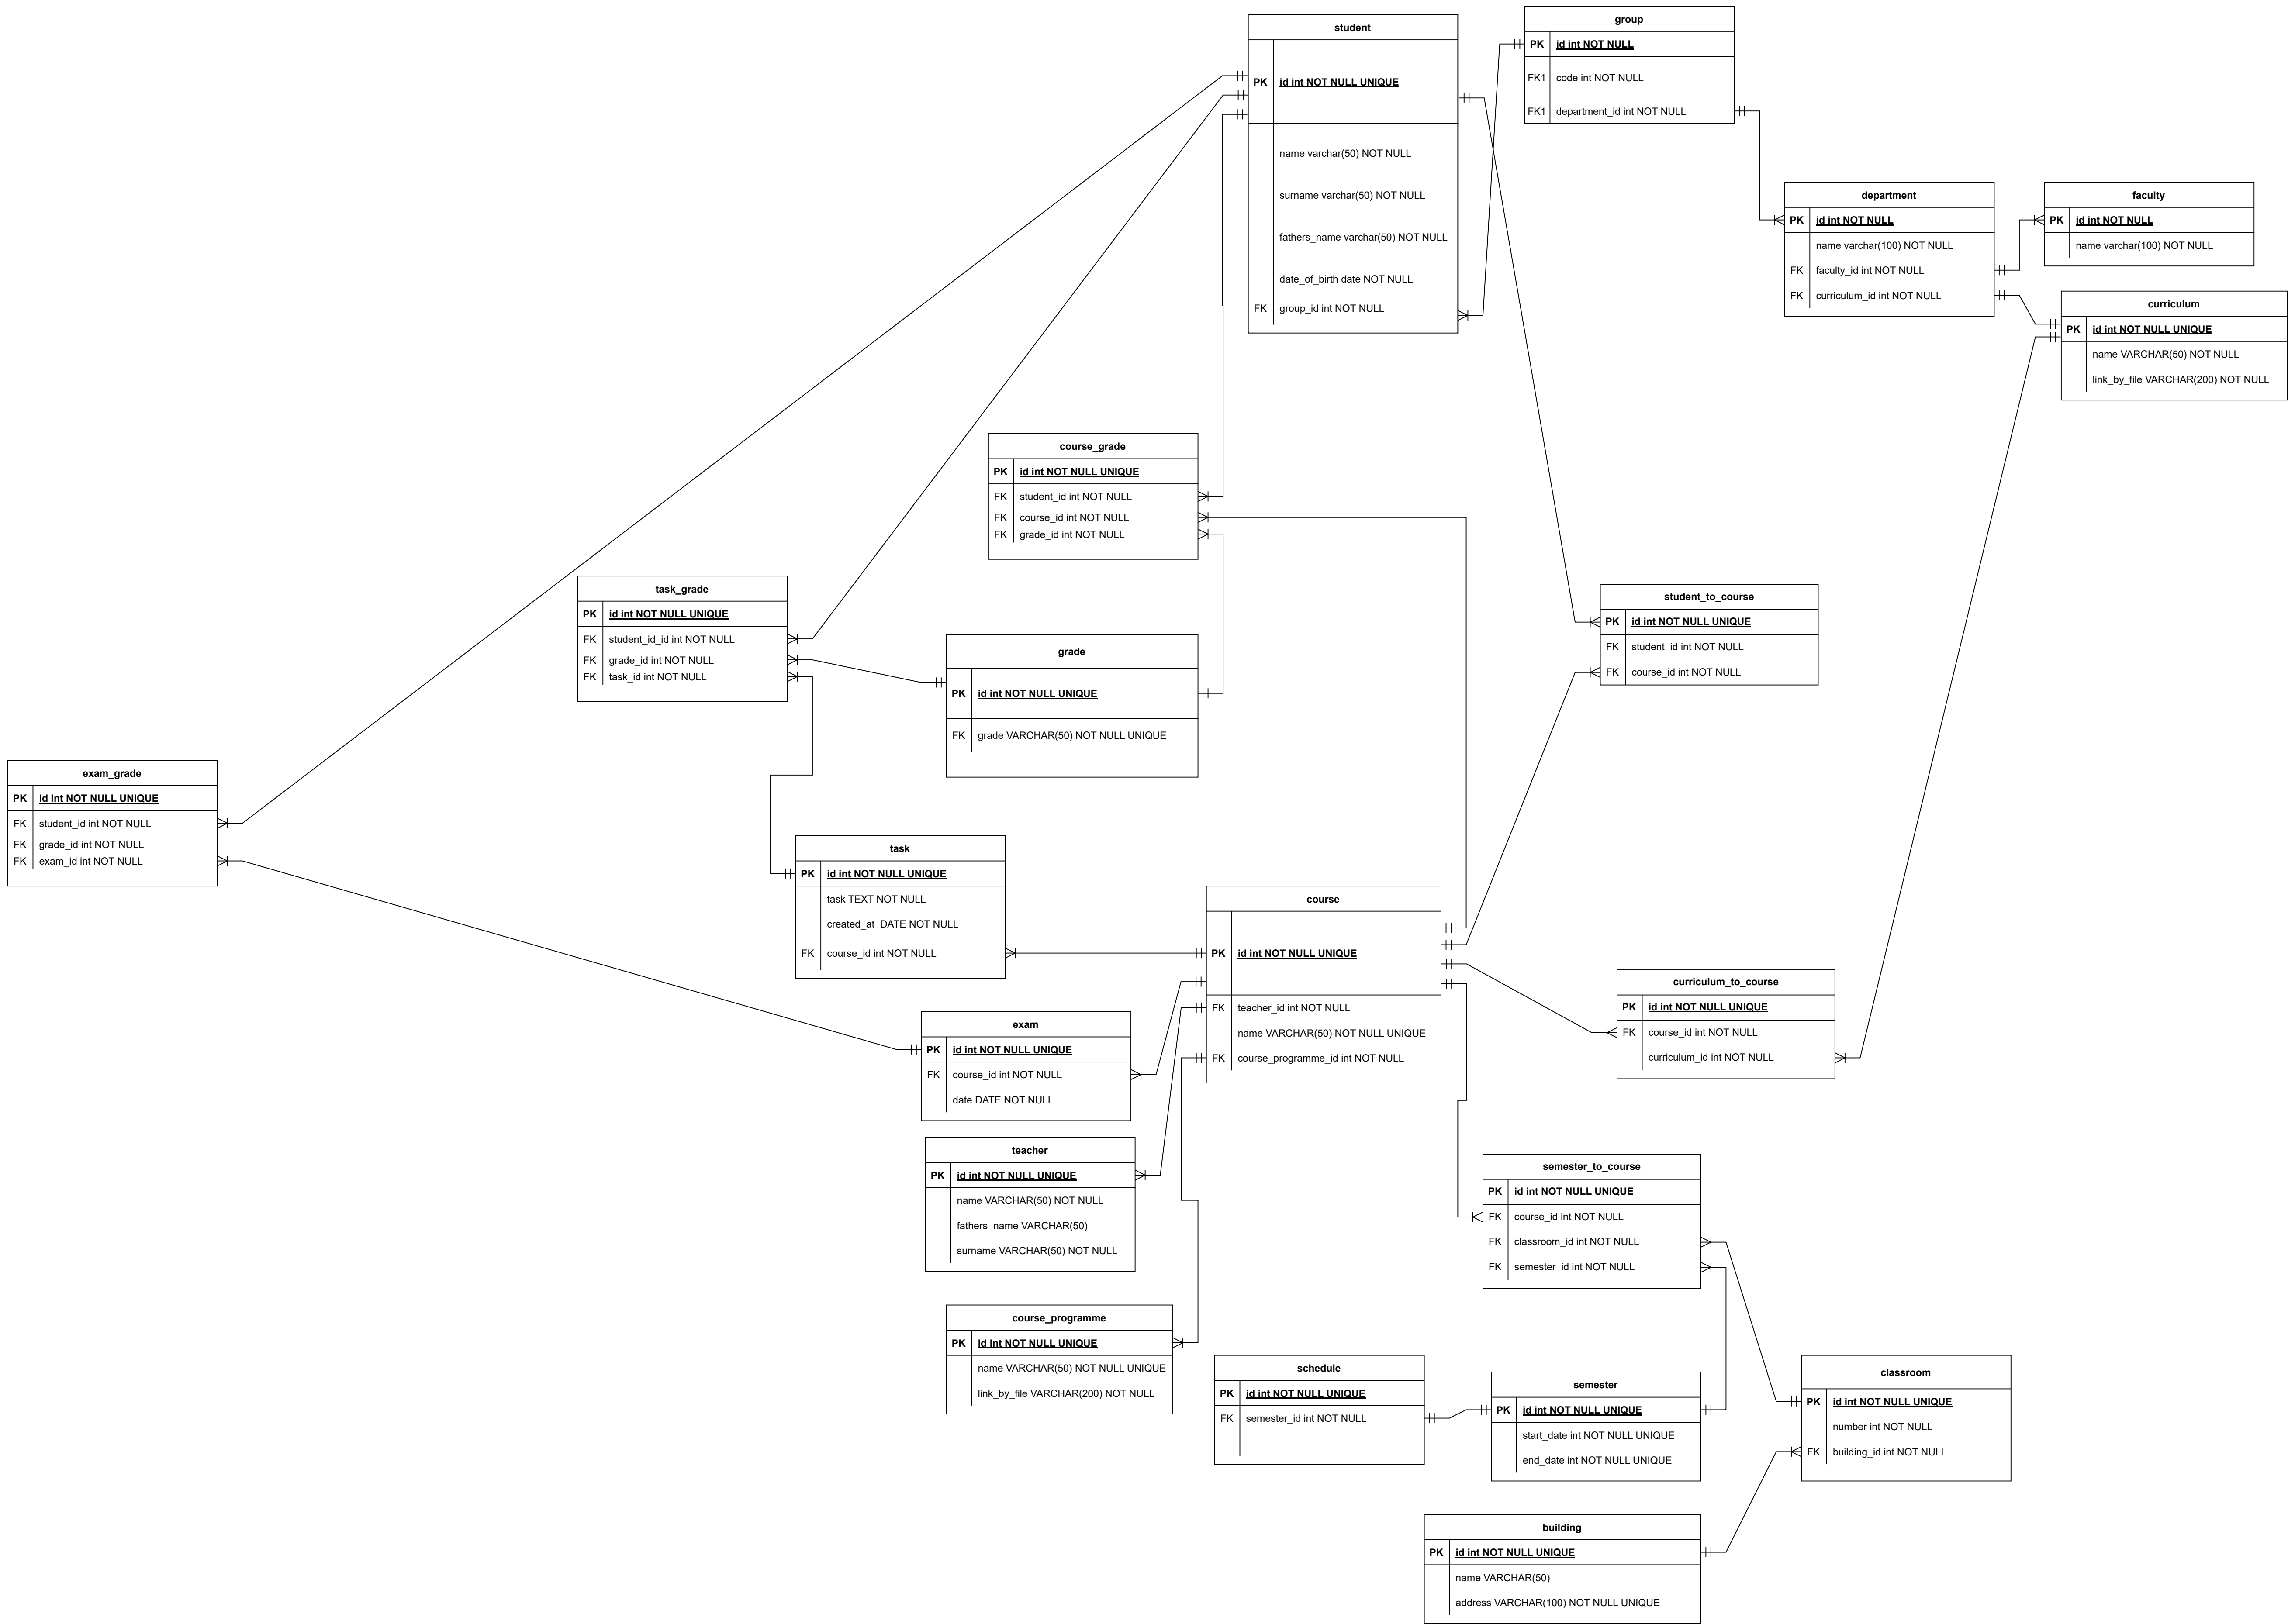 student
PK id int NOT NULL UNIQUE
name varchar(50) NOT NULL
surname varchar(50) NOT NULL
fathers_name varchar(50) NOT NULL
date_of_birth date NOT NULL
FK group_id int NOT NULL
group
PK id int NOT NULL
FK1 code int NOT NULL
FK1 department_id int NOT NULL
department
PK id int NOT NULL
name varchar(100) NOT NULL
FK faculty_id int NOT NULL
FK curriculum_id int NOT NULL
faculty
PK id int NOT NULL
name varchar(100) NOT NULL
curriculum
PK id int NOT NULL UNIQUE
name VARCHAR(50) NOT NULL
link_by_file VARCHAR(200) NOT NULL
course_grade
PK id int NOT NULL UNIQUE
FK student_id int NOT NULL
FK course_id int NOT NULL
FK grade_id int NOT NULL
task_grade
PK id int NOT NULL UNIQUE
FK student_id_id int NOT NULL
FK grade_id int NOT NULL
FK task_id int NOT NULL
grade
PK id int NOT NULL UNIQUE
FK grade VARCHAR(50) NOT NULL UNIQUE
student_to_course
PK id int NOT NULL UNIQUE
FK student_id int NOT NULL
FK course_id int NOT NULL
exam_grade
PK id int NOT NULL UNIQUE
FK student_id int NOT NULL
FK grade_id int NOT NULL
FK exam_id int NOT NULL
task
PK id int NOT NULL UNIQUE
task TEXT NOT NULL
created_at DATE NOT NULL
FK course_id int NOT NULL
course
PK id int NOT NULL UNIQUE
FK teacher_id int NOT NULL
name VARCHAR(50) NOT NULL UNIQUE
FK course_programme_id int NOT NULL
curriculum_to_course
PK id int NOT NULL UNIQUE
FK course_id int NOT NULL
curriculum_id int NOT NULL
exam
PK id int NOT NULL UNIQUE
FK course_id int NOT NULL
date DATE NOT NULL
teacher
PK id int NOT NULL UNIQUE
name VARCHAR(50) NOT NULL
fathers_name VARCHAR(50)
surname VARCHAR(50) NOT NULL
semester_to_course
PK id int NOT NULL UNIQUE
FK course_id int NOT NULL
FK classroom_id int NOT NULL
FK semester_id int NOT NULL
course_programme
PK id int NOT NULL UNIQUE
name VARCHAR(50) NOT NULL UNIQUE
link_by_file VARCHAR(200) NOT NULL
schedule
PK id int NOT NULL UNIQUE
FK semester_id int NOT NULL
semester
PK id int NOT NULL UNIQUE
start_date int NOT NULL UNIQUE
end_date int NOT NULL UNIQUE
classroom
PK id int NOT NULL UNIQUE
number int NOT NULL
FK building_id int NOT NULL
building
PK id int NOT NULL UNIQUE
name VARCHAR(50)
address VARCHAR(100) NOT NULL UNIQUE